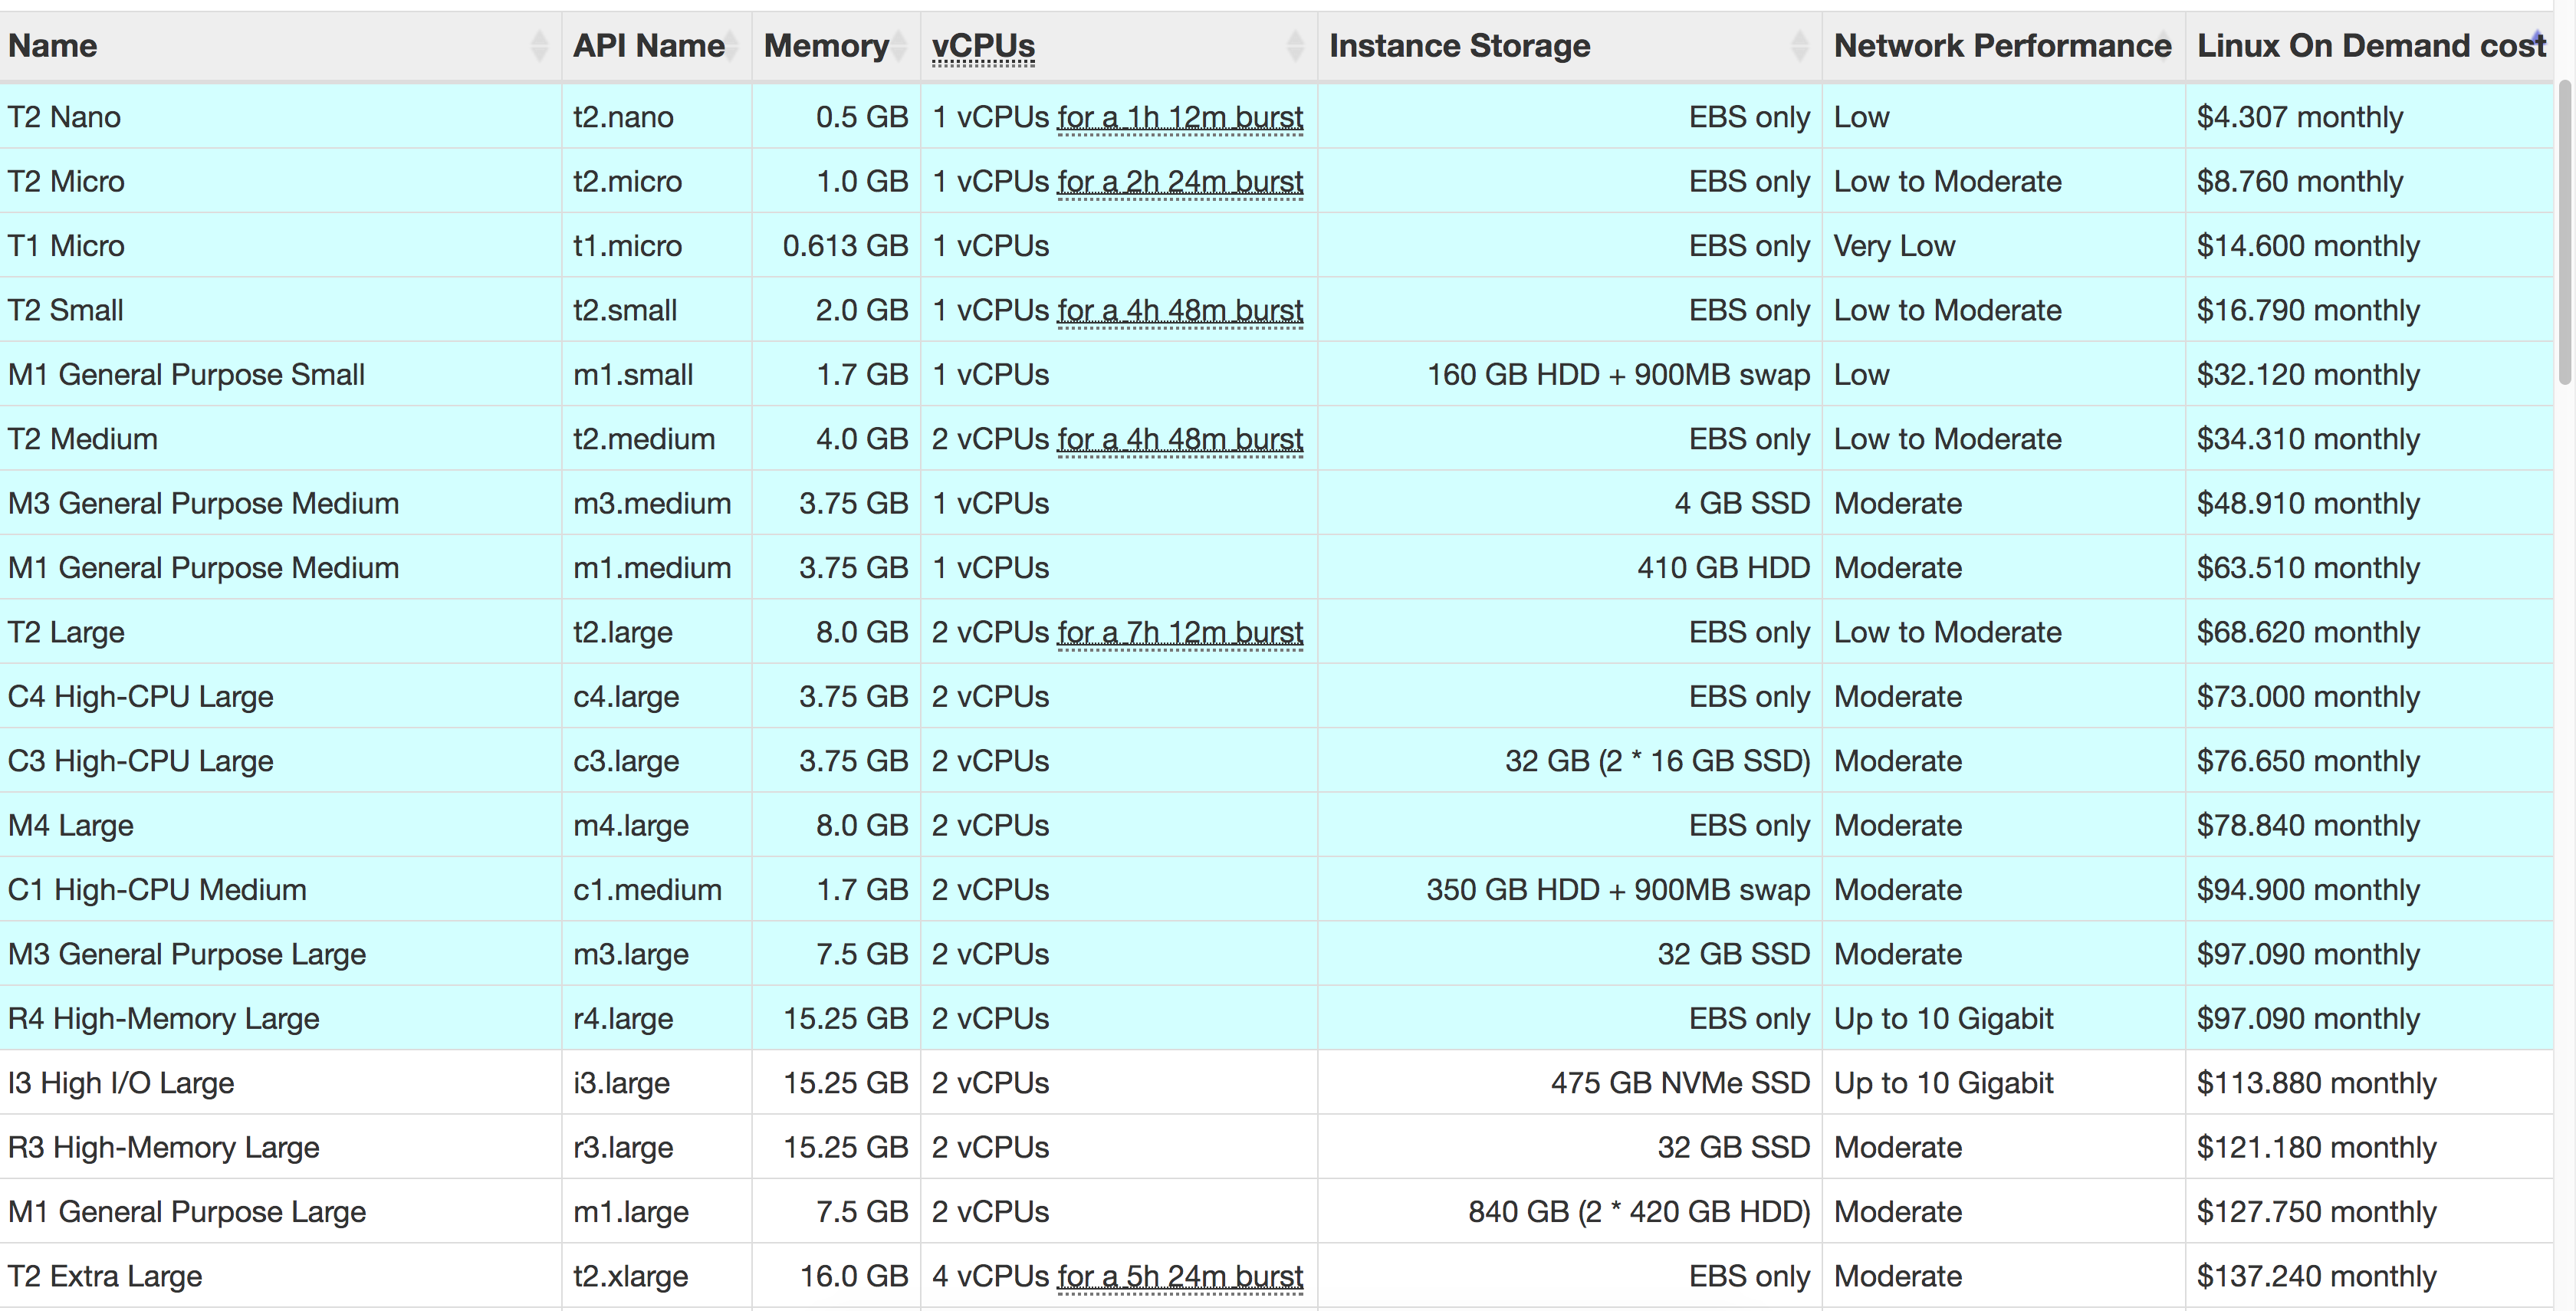 Name API Name Memory vCPUs Instance Storage Network Performance Linux On Demand cost
T2 Nano t2.nano 0.5 GB 1 vCPUs for a 1h 12m burst EBS only Low $4.307 monthly
T2 Micro t2.micro 1.0 GB 1 vCPUs for a 2h 24m burst EBS only Low to Moderate $8.760 monthly
T1 Micro t1.micro 0.613 GB 1 vCPUs EBS only Very Low $14.600 monthly
T2 Small t2.small 2.0 GB 1 vCPUs for a 4h 48m burst EBS only Low to Moderate $16.790 monthly
M1 General Purpose Small m1.small 1.7 GB 1 vCPUs 160 GB HDD + 900MB swap Low $32.120 monthly
T2 Medium t2.medium 4.0 GB 2 vCPUs for a 4h 48m burst EBS only Low to Moderate $34.310 monthly
M3 General Purpose Medium m3.medium 3.75 GB 1 vCPUs 4 GB SSD Moderate $48.910 monthly
M1 General Purpose Medium m1.medium 3.75 GB 1 vCPUs 410 GB HDD Moderate $63.510 monthly
T2 Large t2.large 8.0 GB 2 vCPUs for a 7h 12m burst EBS only Low to Moderate $68.620 monthly
C4 High-CPU Large c4.large 3.75 GB 2 vCPUs EBS only Moderate $73.000 monthly
C3 High-CPU Large c3.large 3.75 GB 2 vCPUs 32 GB (2 * 16 GB SSD) Moderate $76.650 monthly
M4 Large m4.large 8.0 GB 2 vCPUs EBS only Moderate $78.840 monthly
C1 High-CPU Medium c1.medium 1.7 GB 2 vCPUs 350 GB HDD + 900MB swap Moderate $94.900 monthly
M3 General Purpose Large m3.large 7.5 GB 2 vCPUs 32 GB SSD Moderate $97.090 monthly
R4 High-Memory Large r4.large 15.25 GB 2 vCPUs EBS only Up to 10 Gigabit $97.090 monthly
I3 High I/O Large i3.large 15.25 GB 2 vCPUs 475 GB NVMe SSD Up to 10 Gigabit $113.880 monthly
R3 High-Memory Large r3.large 15.25 GB 2 vCPUs 32 GB SSD Moderate $121.180 monthly
M1 General Purpose Large m1.large 7.5 GB 2 vCPUs 840 GB (2 * 420 GB HDD) Moderate $127.750 monthly
T2 Extra Large t2.xlarge 16.0 GB 4 vCPUs for a 5h 24m burst EBS only Moderate $137.240 monthly